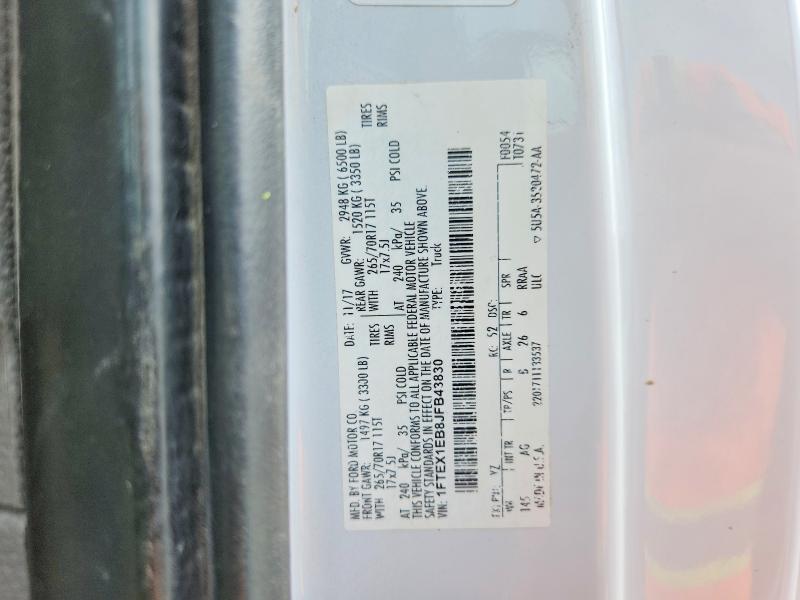 MFD. BY FORD MOTOR CO.
DATE: 11/17 GVWR: 2948 KG ( 6500 LB)
FRONT GAWR: 1497 KG ( 3300 LB) REAR GAWR: 1520 KG ( 3350 LB)
WITH 265/70R17 115T TIRES WITH 265/70R17 115T TIRES
17x7.5J RIMS 17x7.5J RIMS
AT 240 kPa/ 35 PSI COLD AT 240 kPa/ 35 PSI COLD
THIS VEHICLE CONFORMS TO ALL APPLICABLE FEDERAL MOTOR VEHICLE
SAFETY STANDARDS IN EFFECT ON THE DATE OF MANUFACTURE SHOWN ABOVE.
VIN: 1FTEX1EB8JFB43830 TYPE: Truck
F0054
T073
EXT PNT: YZ RC: 52 DSO:
WB INT TR TP/PS R AXLE TR SPR
145 AG B 26 6 RRAA
MADE IN U.S.A. ULC 5U5A-3520472-AA